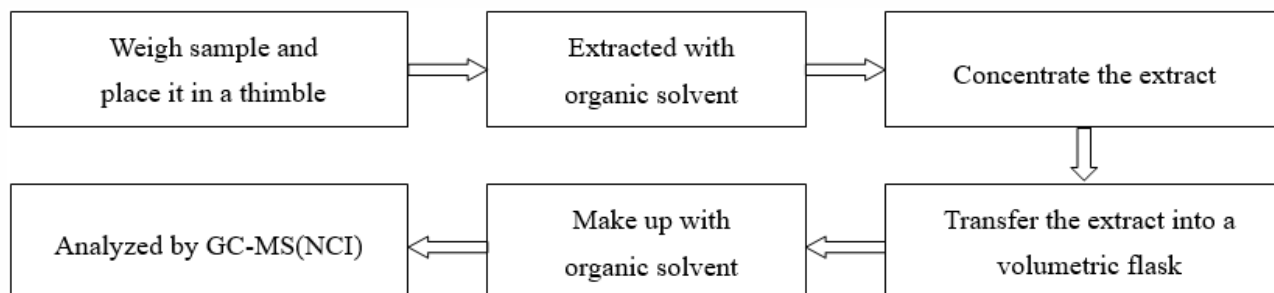 Weigh sample and
place it in a thimble
Extracted with
organic solvent
Concentrate the extract
Transfer the extract into a
volumetric flask
Make up with
organic solvent
Analyzed by GC-MS(NCI)